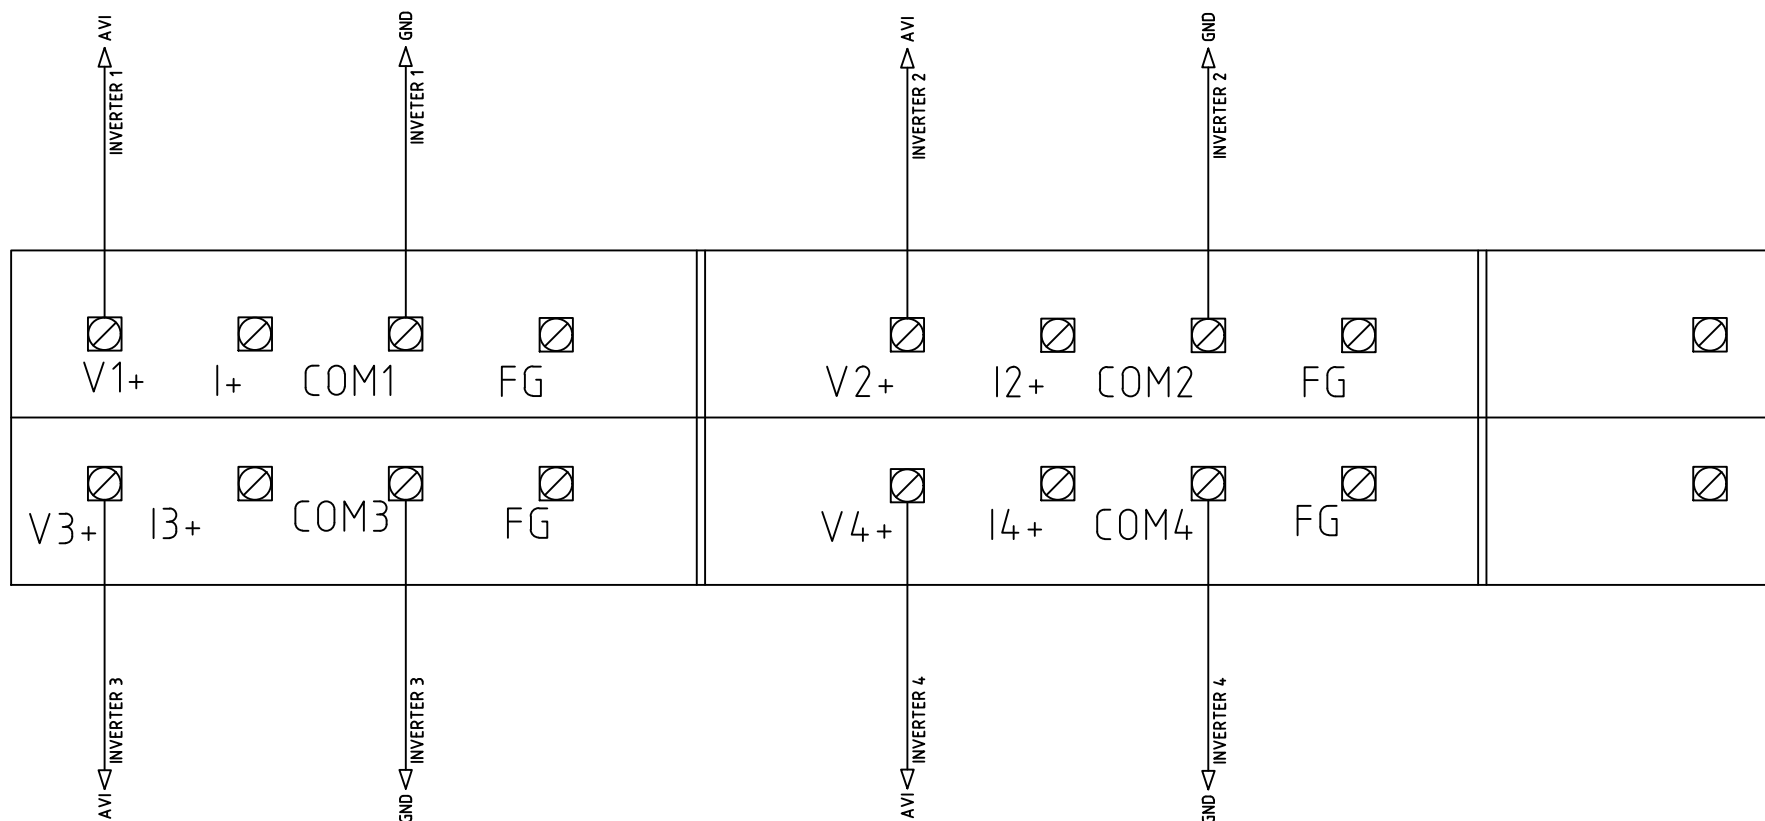 AVI
GND
AVI
GND
INVERTER 1
INVETER 1
INVERTER 2
INVERTER 2
V1+ I+ COM1 FG V2+ I2+ COM2 FG
V3+ I3+ COM3 FG V4+ I4+ COM4 FG
INVERTER 3
INVERTER 3
INVERTER 4
INVERTER 4
AVI
GND
AVI
GND